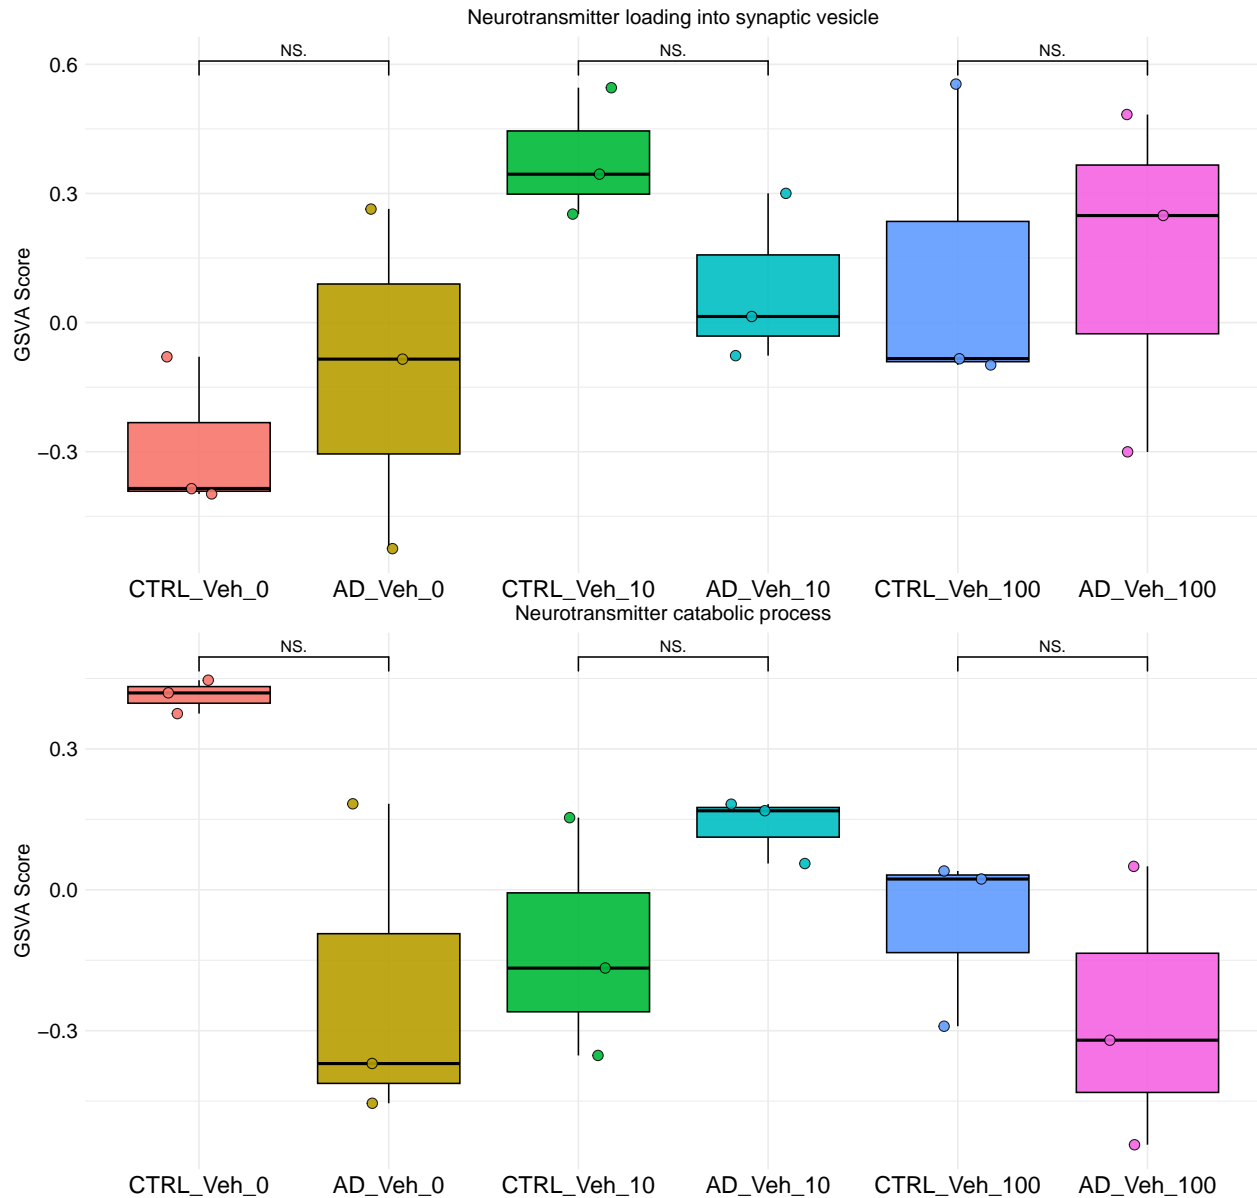 Neurotransmitter loading into synaptic vesicle
NS.
NS.
NS.
0.6
0.3
0.0
−0.3
GSVA Score
CTRL_Veh_0
AD_Veh_0
CTRL_Veh_10
AD_Veh_10
CTRL_Veh_100
AD_Veh_100
Neurotransmitter catabolic process
NS.
NS.
NS.
0.3
0.0
−0.3
GSVA Score
CTRL_Veh_0
AD_Veh_0
CTRL_Veh_10
AD_Veh_10
CTRL_Veh_100
AD_Veh_100